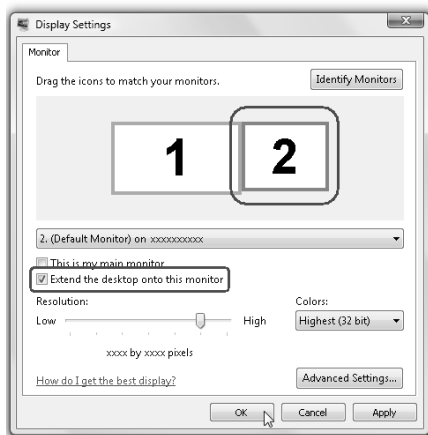 Display Settings
Monitor
Drag the icons to match your monitors.
Identify Monitors
1
2
2. (Default Monitor) on xxxxxxxxxx
This is my main monitor
Extend the desktop onto this monitor
Resolution:
Colors:
Low
High
Highest (32 bit)
xxxx by xxxx pixels
How do I get the best display?
Advanced Settings...
OK
Cancel
Apply